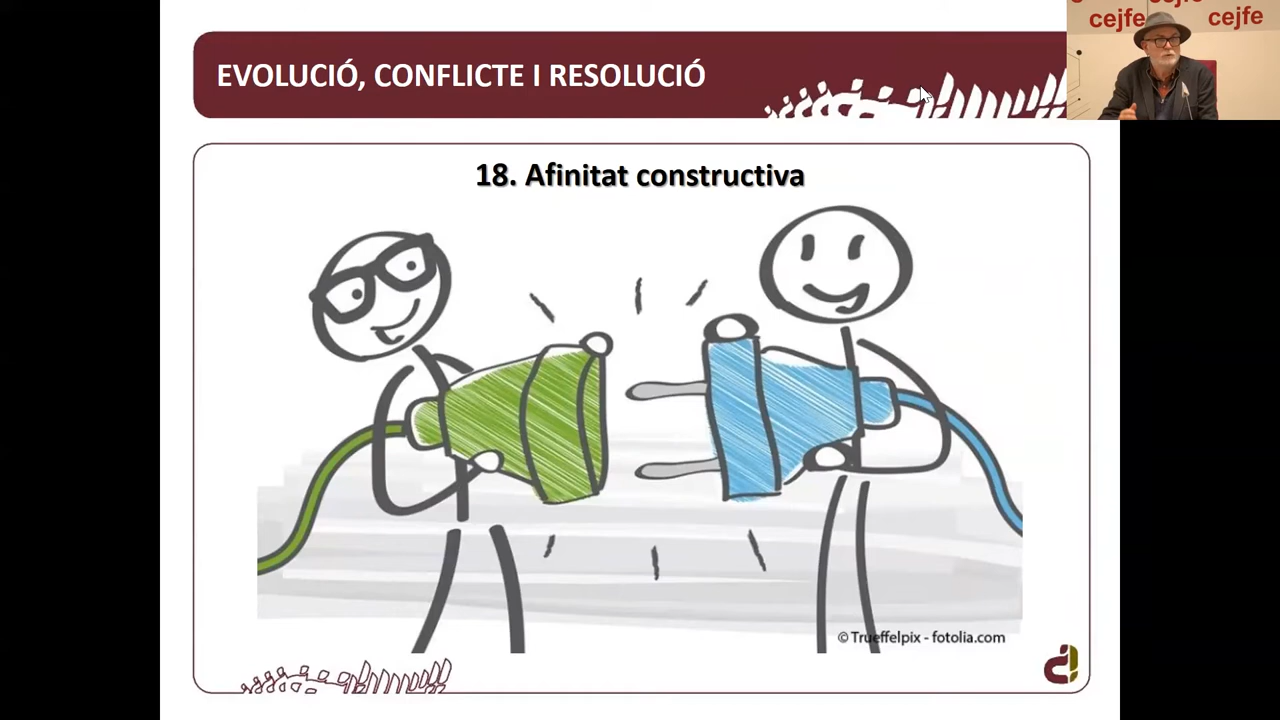 EVOLUCIÓ, CONFLICTE I RESOLUCIÓ
cejfe
cejfe
18. Afinitat constructiva
©Trueffelpix - fotolia.com